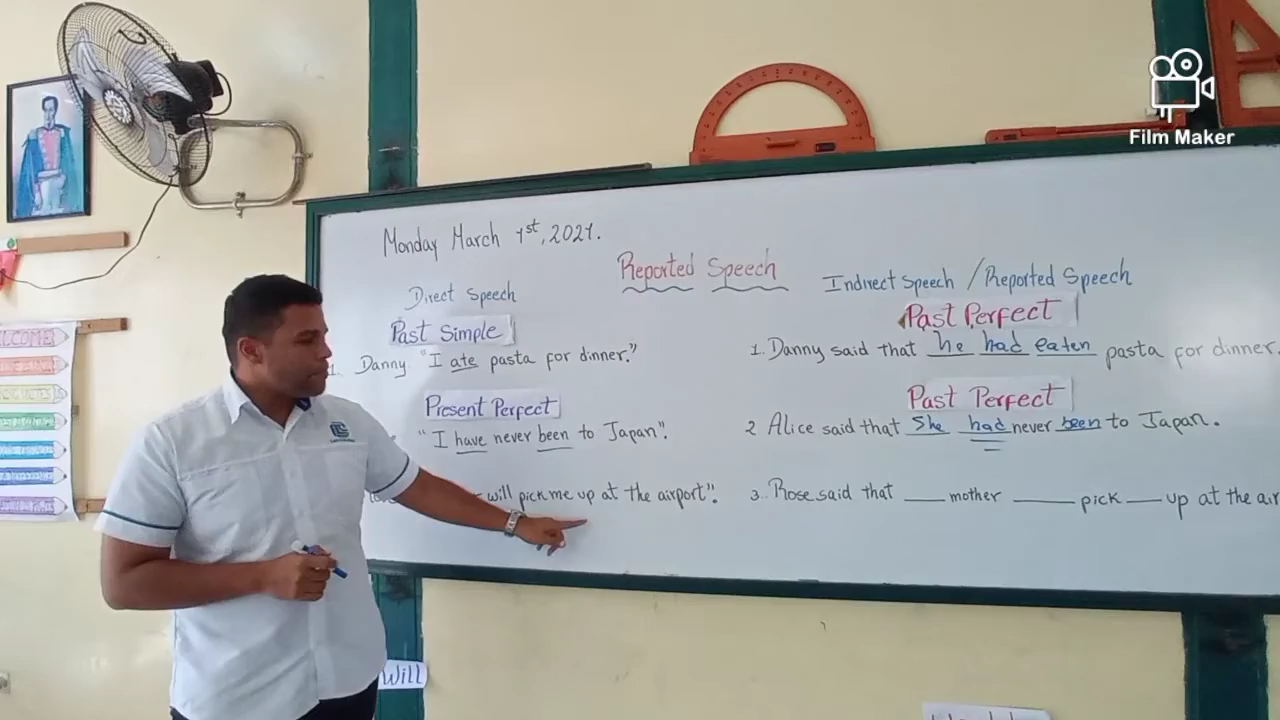 Film Maker
Monday March 1st, 2021.
Reported Speech
Direct Speech
Indirect Speech / Reported Speech
Past Simple
Past Perfect
1. Danny "I ate pasta for dinner."
1. Danny said that he had eaten pasta for dinner.
Present Perfect
Past Perfect
"I have never been to Japan".
2 Alice said that She had never been to Japan.
will pick me up at the airport".
3. Rose said that ___ mother ___ pick ___ up at the air
Will